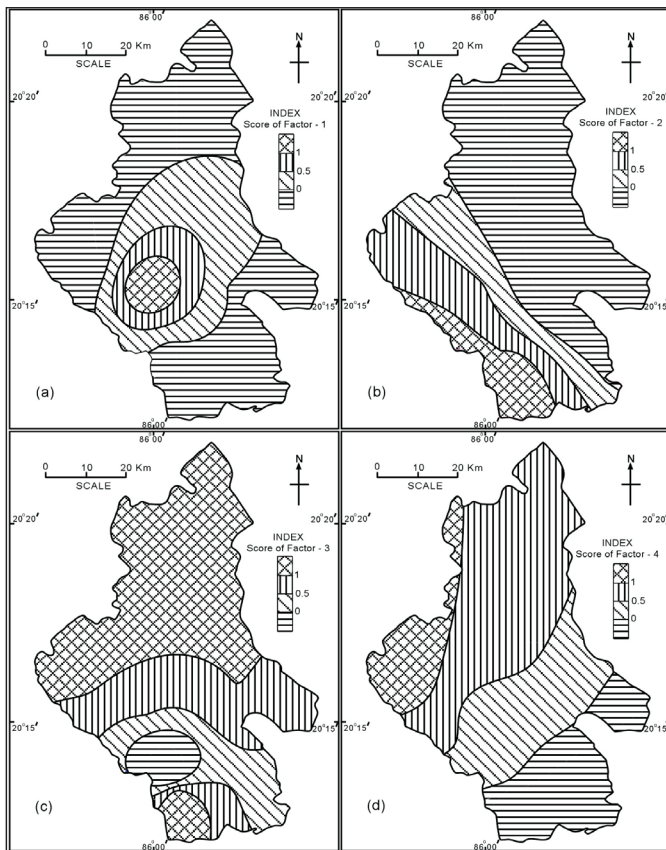 86°00'
0 10 20 Km
SCALE
N
20°20'
20°20'
INDEX
Score of Factor - 1
1
0.5
0
20°15'
20°15'
(a)
86°00'
86°00'
0 10 20 Km
SCALE
N
20°20'
INDEX
Score of Factor - 2
1
0.5
0
20°15'
(b)
86°00'
86°00'
0 10 20 Km
SCALE
N
20°20'
20°20'
INDEX
Score of Factor - 3
1
0.5
0
20°15'
20°15'
(c)
86°00'
86°00'
0 10 20 Km
SCALE
N
20°20'
INDEX
Score of Factor - 4
1
0.5
0
20°15'
(d)
86°00'